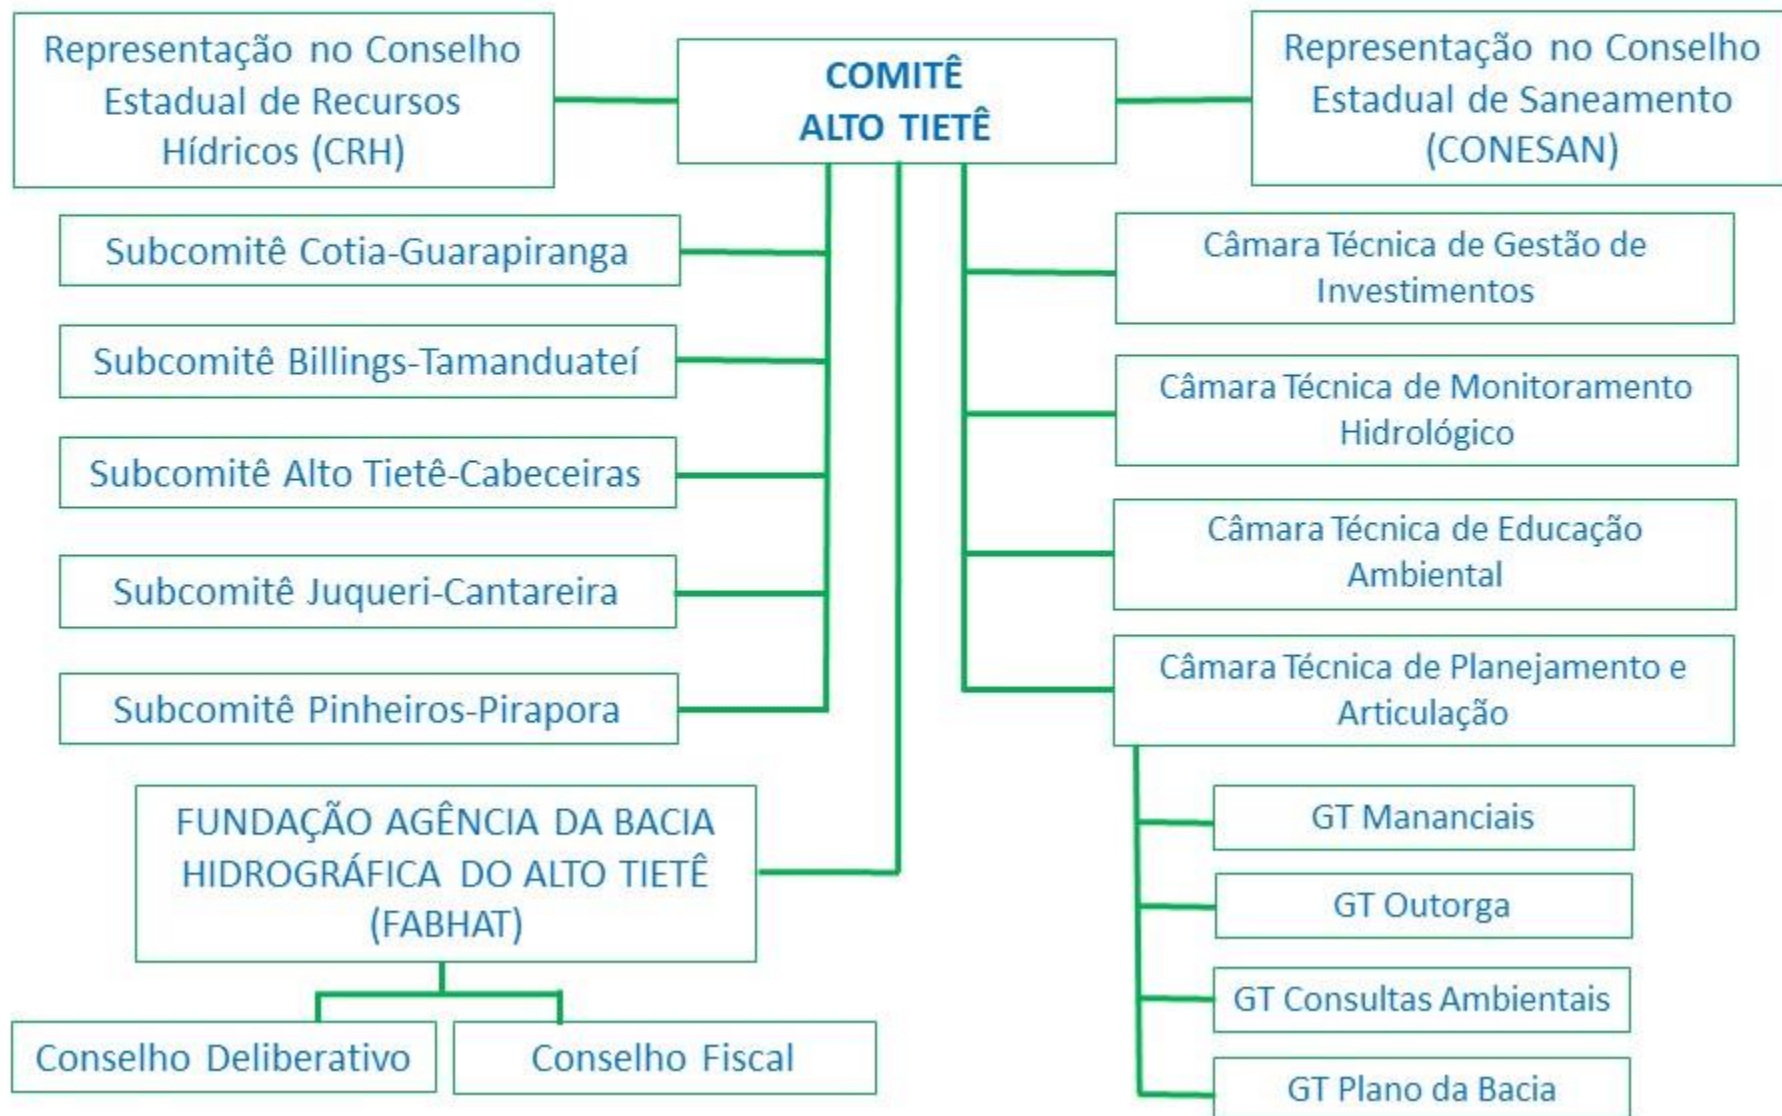 Representação no Conselho
Estadual de Recursos
Hídricos (CRH)
COMITÊ
ALTO TIETÊ
Representação no Conselho
Estadual de Saneamento
(CONESAN)
Subcomitê Cotia-Guarapiranga
Subcomitê Billings-Tamanduateí
Subcomitê Alto Tietê-Cabeceiras
Subcomitê Juqueri-Cantareira
Subcomitê Pinheiros-Pirapora
Câmara Técnica de Gestão de
Investimentos
Câmara Técnica de Monitoramento
Hidrológico
Câmara Técnica de Educação
Ambiental
Câmara Técnica de Planejamento e
Articulação
FUNDAÇÃO AGÊNCIA DA BACIA
HIDROGRÁFICA DO ALTO TIETÊ
(FABHAT)
Conselho Deliberativo
Conselho Fiscal
GT Mananciais
GT Outorga
GT Consultas Ambientais
GT Plano da Bacia